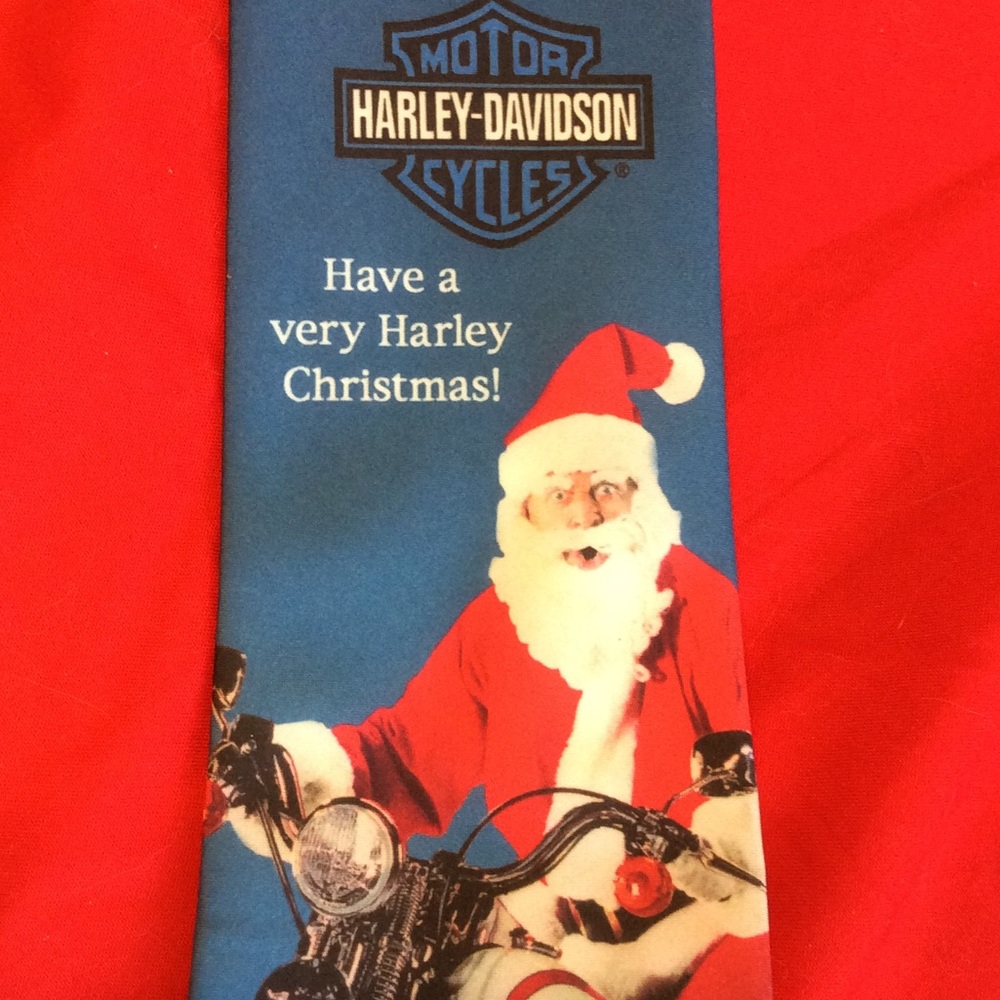 MOTOR
HARLEY-DAVIDSON
CYCLES ®
Have a
very Harley
Christmas!